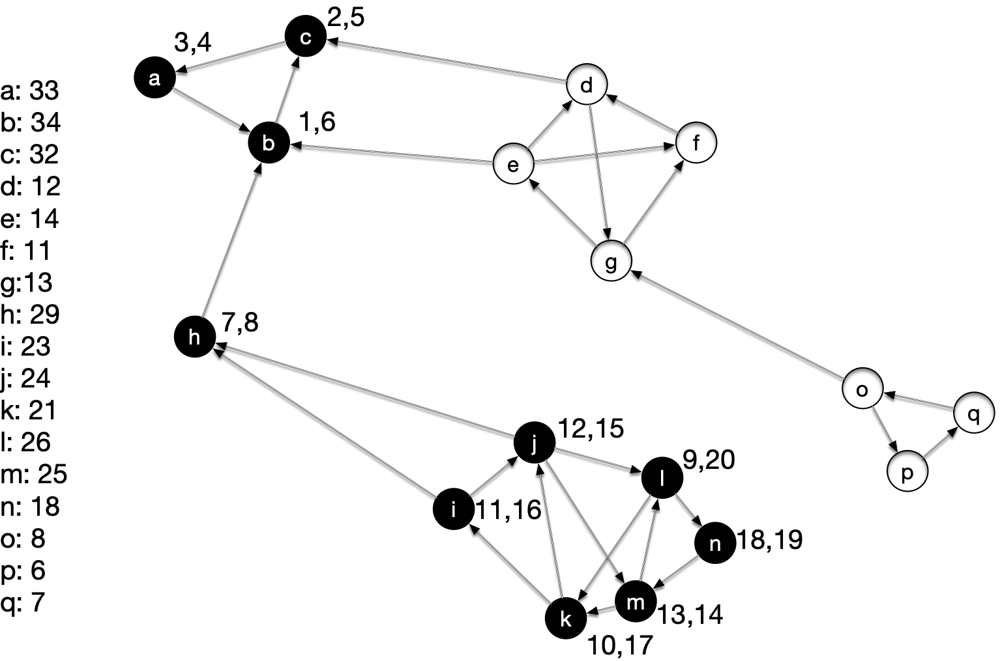 a: 33
b: 34
c: 32
d: 12
e: 14
f: 11
g:13
h: 29
i: 23
j: 24
k: 21
l: 26
m: 25
n: 18
o: 8
p: 6
q: 7
c 2,5
a 3,4
d
b 1,6
f
e
g
h 7,8
o
q
p
j 12,15
l 9,20
i 11,16
n 18,19
m 13,14
k 10,17